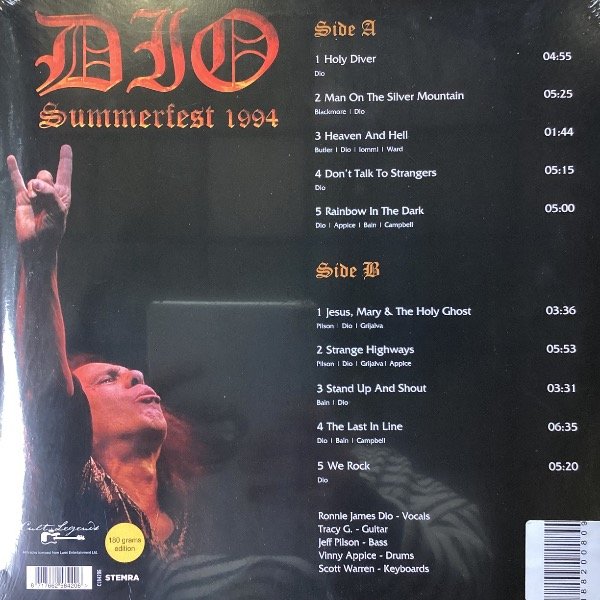 DIO
Summerfest 1994
Side A
1 Holy Diver 04:55
Dio
2 Man On The Silver Mountain 05:25
Blackmore | Dio
3 Heaven And Hell 01:44
Butler | Dio | Iommi | Ward
4 Don't Talk To Strangers 05:15
Dio
5 Rainbow In The Dark 05:00
Dio | Appice | Bain | Campbell
Side B
1 Jesus, Mary & The Holy Ghost 03:36
Pilson | Dio | Grijalva
2 Strange Highways 05:53
Pilson | Dio | Grijalva | Appice
3 Stand Up And Shout 03:31
Bain | Dio
4 The Last In Line 06:35
Dio | Bain | Campbell
5 We Rock 05:20
Dio
Ronnie James Dio - Vocals
Tracy G. - Guitar
Jeff Pilson - Bass
Vinny Appice - Drums
Scott Warren - Keyboards
Cult Legends
180 grams
edition.
STEMRA
8 717662 584206